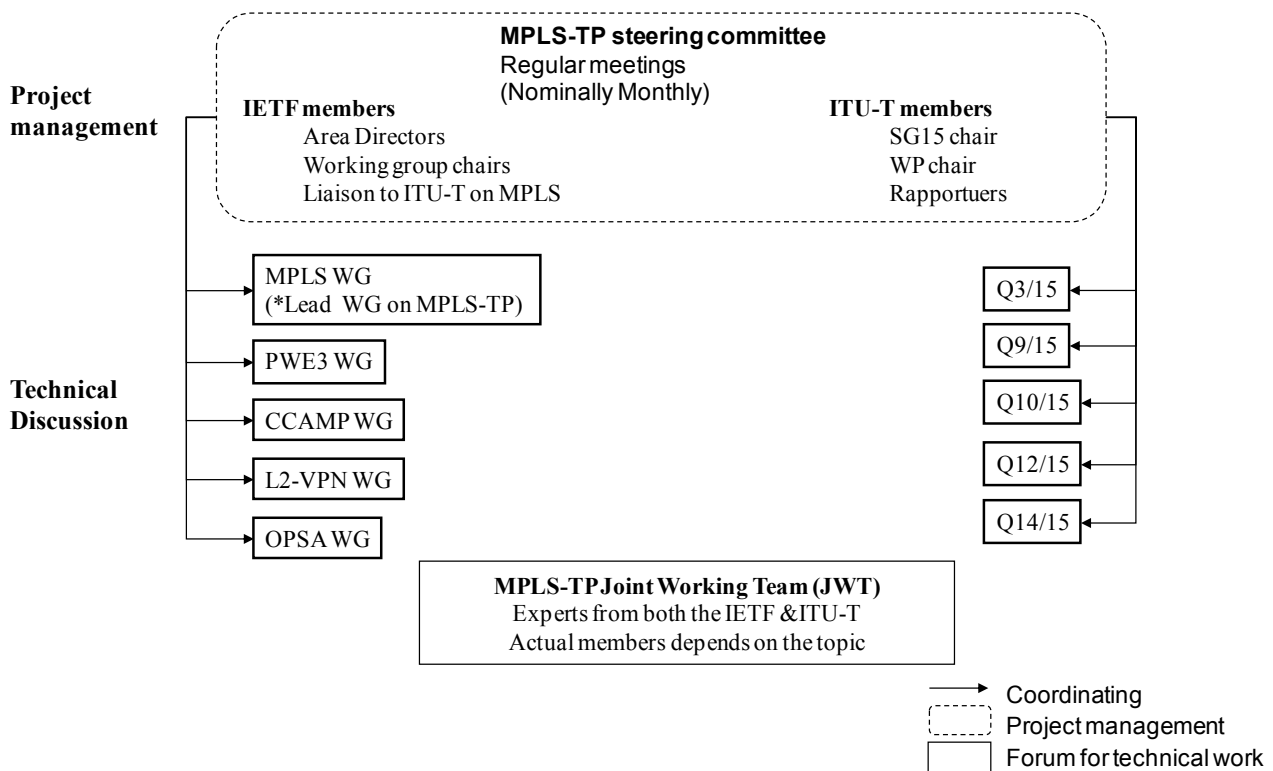 MPLS-TP steering committee
Regular meetings
(Nominally Monthly)
Project
management
IETF members
Area Directors
Working group chairs
Liaison to ITU-T on MPLS
ITU-T members
SG15 chair
WP chair
Rapportuers
Technical
Discussion
MPLS WG
(*Lead WG on MPLS-TP)
PWE3 WG
CCAMP WG
L2-VPN WG
OPSA WG
Q3/15
Q9/15
Q10/15
Q12/15
Q14/15
MPLS-TP Joint Working Team (JWT)
Experts from both the IETF & ITU-T
Actual members depends on the topic
Coordinating
Project management
Forum for technical work